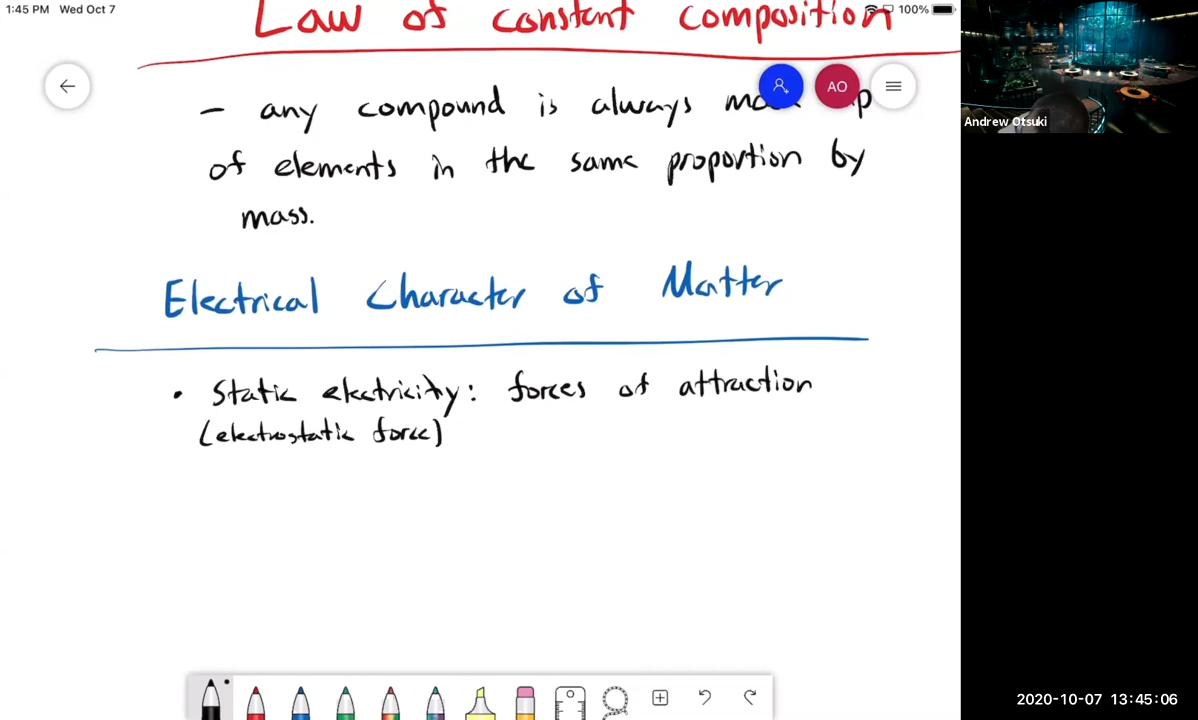 1:45 PM Wed Oct 7
100%
Law of constant composition
AO
- any compound is always
of elements in the same proportion by
mass.
Electrical Character of Matter
• Static electricity: forces of attraction
(electrostatic force)
Andrew Otsuki
2020-10-07 13:45:06